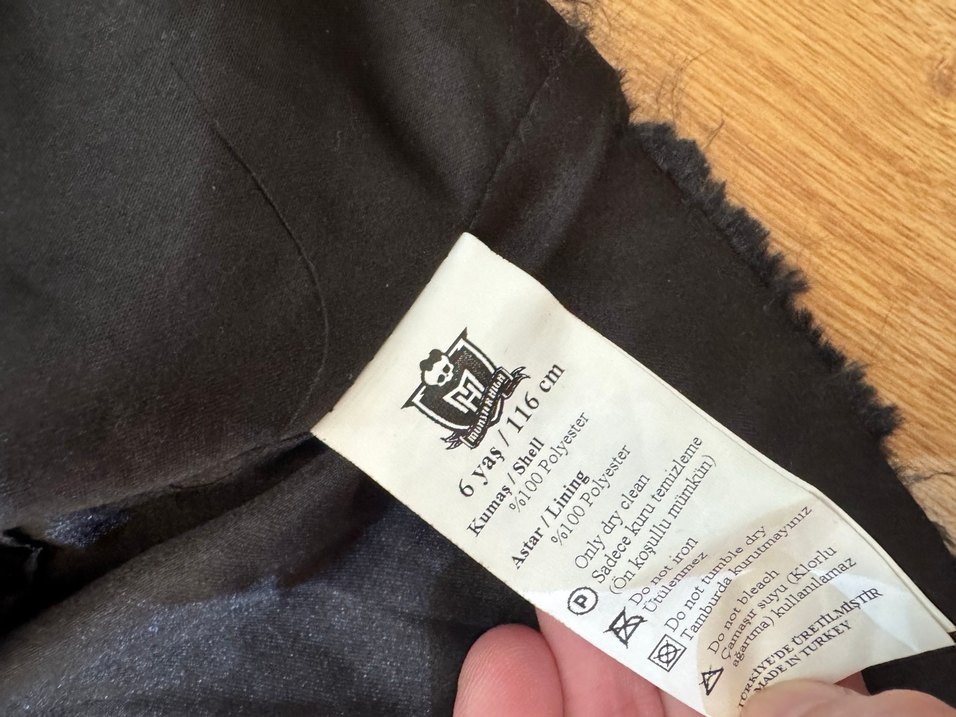 MONSTER HIGH
6 yaş / 116 cm
Kumaş / Shell
%100 Polyester
Astar / Lining
%100 Polyester
Only dry clean
Sadece kuru temizleme
(Ön koşullu mümkün)
P
Do not iron
Ütülenmez
Do not tumble dry
Tamburda kurutmayınız
Do not bleach
Çamaşır suyu (Klorlu
ağartma) kullanılamaz
TÜRKİYE'DE ÜRETİLMİŞTİR
MADE IN TURKEY